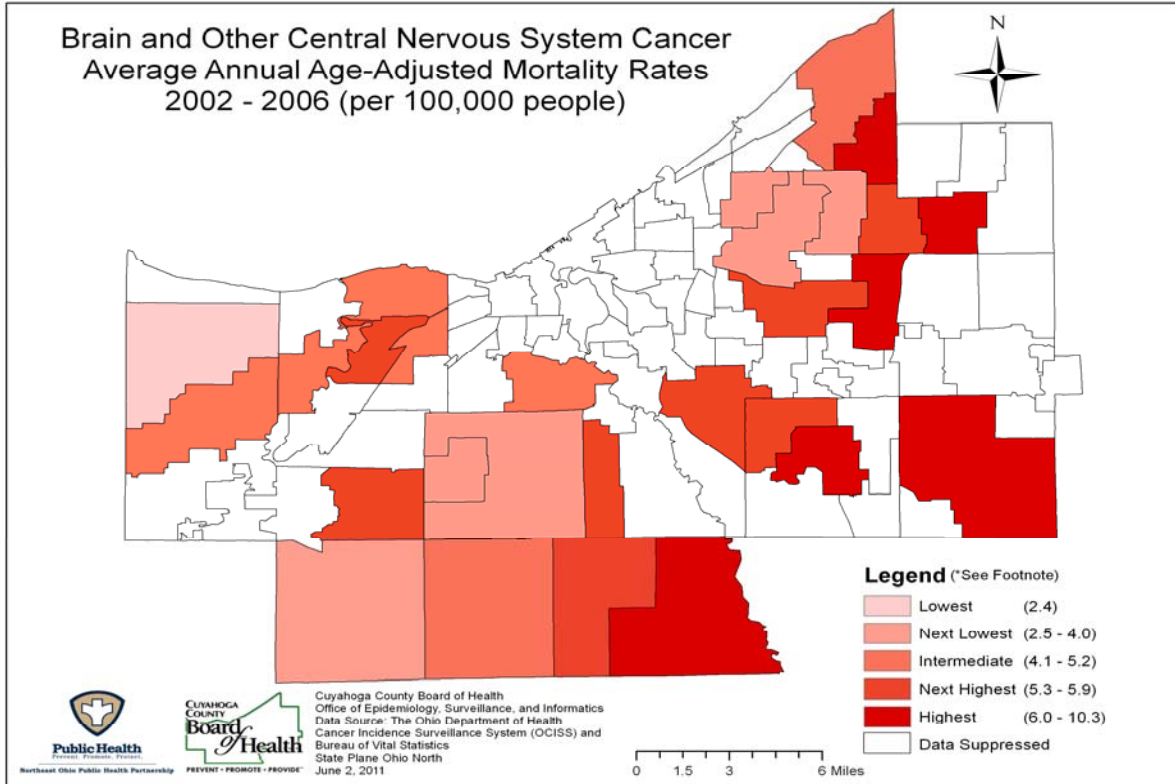 Brain and Other Central Nervous System Cancer
Average Annual Age-Adjusted Mortality Rates
2002 - 2006 (per 100,000 people)
N
Legend (*See Footnote)
Lowest (2.4)
Next Lowest (2.5 - 4.0)
Intermediate (4.1 - 5.2)
Next Highest (5.3 - 5.9)
Highest (6.0 - 10.3)
Data Suppressed
Public Health
Prevent. Promote. Protect.
Northeast Ohio Public Health Partnership
CUYAHOGA
COUNTY
Board
of Health
PREVENT • PROMOTE • PROVIDE
Cuyahoga County Board of Health
Office of Epidemiology, Surveillance, and Informatics
Data Source: The Ohio Department of Health
Cancer Incidence Surveillance System (OCISS) and
Bureau of Vital Statistics
State Plane Ohio North
June 2, 2011
0 1.5 3 6 Miles